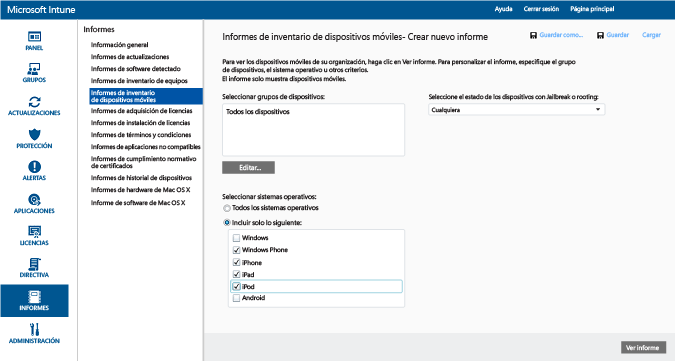 Microsoft Intune
Ayuda
Cerrar sesión
Página principal
PANEL
GRUPOS
ACTUALIZACIONES
PROTECCIÓN
ALERTAS
APLICACIONES
LICENCIAS
DIRECTIVA
INFORMES
ADMINISTRACIÓN
Informes
Información general
Informes de actualizaciones
Informes de software detectado
Informes de inventario de equipos
Informes de inventario
de dispositivos móviles
Informes de adquisición de licencias
Informes de instalación de licencias
Informes de términos y condiciones
Informes de aplicaciones no compatibles
Informes de cumplimiento normativo
de certificados
Informes de historial de dispositivos
Informes de hardware de Mac OS X
Informe de software de Mac OS X
Informes de inventario de dispositivos móviles- Crear nuevo informe
Guardar como...
Guardar
Cargar
Para ver los dispositivos móviles de su organización, haga clic en Ver informe. Para personalizar el informe, especifique el grupo
de dispositivos, el sistema operativo u otros criterios.
El informe solo muestra dispositivos móviles.
Seleccionar grupos de dispositivos:
Todos los dispositivos
Editar...
Seleccione el estado de los dispositivos con Jailbreak o rooting:
Cualquiera
Seleccionar sistemas operativos:
Todos los sistemas operativos
Incluir solo lo siguiente:
Windows
Windows Phone
iPhone
iPad
iPod
Android
Ver informe